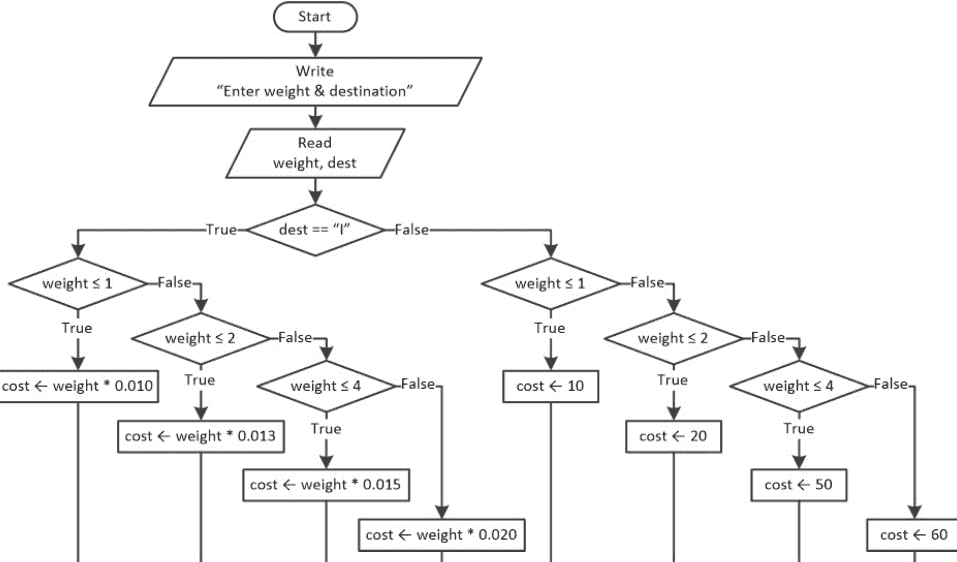 Start
Write
“Enter weight & destination”
Read
weight, dest
dest == “I”
True
False
weight ≤ 1
False
True
weight ≤ 2
False
True
weight ≤ 4
False
True
cost ← weight * 0.010
cost ← weight * 0.013
cost ← weight * 0.015
cost ← weight * 0.020
weight ≤ 1
False
True
weight ≤ 2
False
True
weight ≤ 4
False
True
cost ← 10
cost ← 20
cost ← 50
cost ← 60